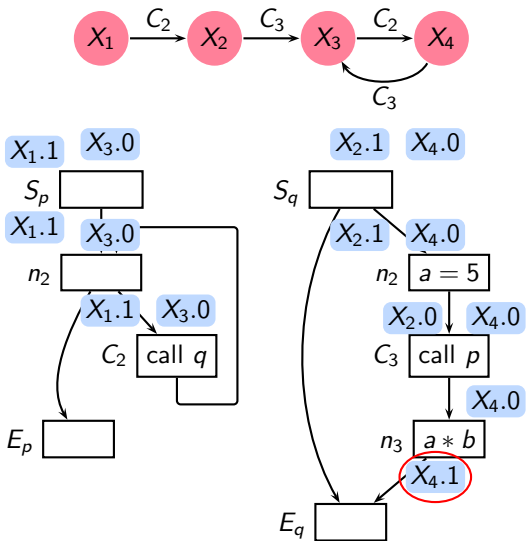 C2 C3 C2
X1 X2 X3 X4
C3
X1.1 X3.0 X2.1 X4.0
Sp Sq
X1.1 X3.0 X2.1 X4.0
n2 n2 a = 5
X1.1 X3.0 X2.0 X4.0
C2 call q C3 call p
X4.0
Ep n3 a ∗ b
X4.1
Eq